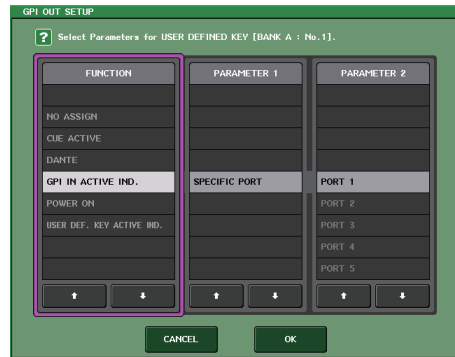 GPI OUT SETUP
? Select Parameters for USER DEFINED KEY [BANK A : No.1].
FUNCTION
NO ASSIGN
CUE ACTIVE
DANTE
GPI IN ACTIVE IND.
POWER ON
USER DEF. KEY ACTIVE IND.
PARAMETER 1
SPECIFIC PORT
PARAMETER 2
PORT 1
PORT 2
PORT 3
PORT 4
PORT 5
CANCEL
OK